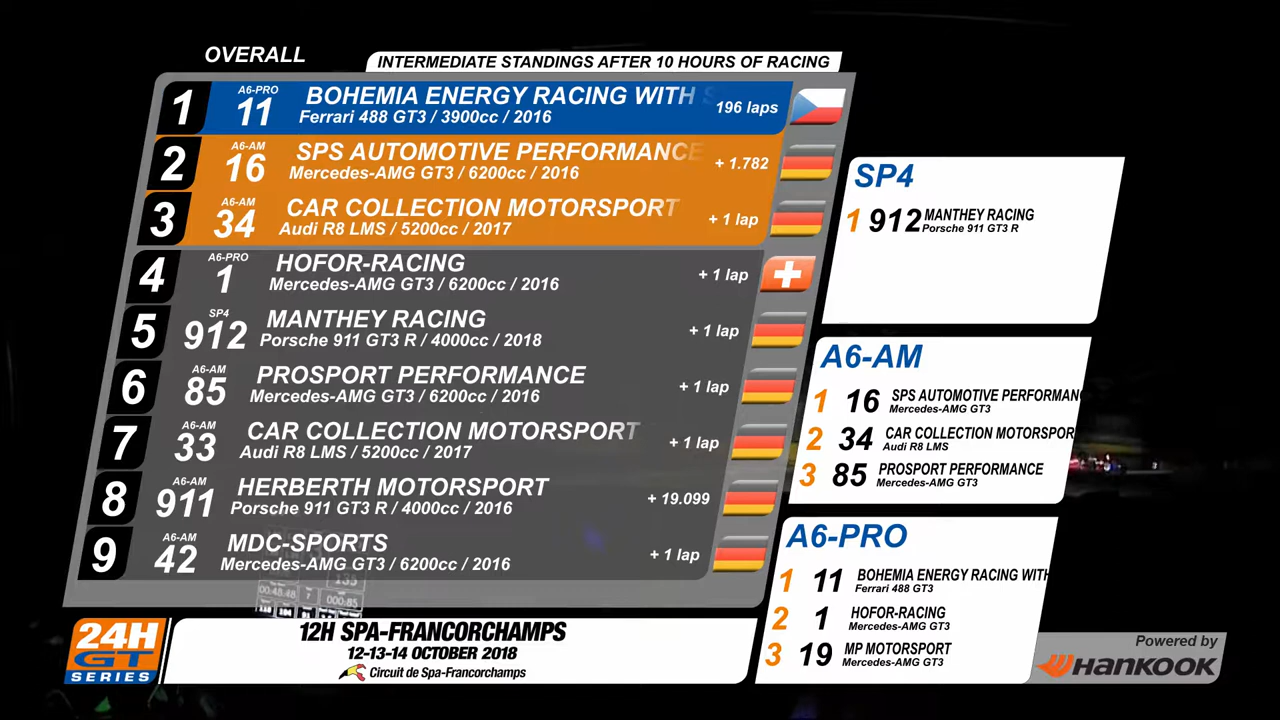 OVERALL
INTERMEDIATE STANDINGS AFTER 10 HOURS OF RACING
1 A6-PRO 11 BOHEMIA ENERGY RACING WITH 196 laps
Ferrari 488 GT3 / 3900cc / 2016
2 A6-AM 16 SPS AUTOMOTIVE PERFORMANCE + 1.782
Mercedes-AMG GT3 / 6200cc / 2016
3 A6-AM 34 CAR COLLECTION MOTORSPORT + 1 lap
Audi R8 LMS / 5200cc / 2017
4 A6-PRO 1 HOFOR-RACING + 1 lap
Mercedes-AMG GT3 / 6200cc / 2016
5 SP4 912 MANTHEY RACING + 1 lap
Porsche 911 GT3 R / 4000cc / 2018
6 A6-AM 85 PROSPORT PERFORMANCE + 1 lap
Mercedes-AMG GT3 / 6200cc / 2016
7 A6-AM 33 CAR COLLECTION MOTORSPORT + 1 lap
Audi R8 LMS / 5200cc / 2017
8 A6-AM 911 HERBERTH MOTORSPORT + 19.099
Porsche 911 GT3 R / 4000cc / 2016
9 A6-AM 42 MDC-SPORTS + 1 lap
Mercedes-AMG GT3 / 6200cc / 2016
SP4
1 912 MANTHEY RACING
Porsche 911 GT3 R
A6-AM
1 16 SPS AUTOMOTIVE PERFORMAN
Mercedes-AMG GT3
2 34 CAR COLLECTION MOTORSPOR
Audi R8 LMS
3 85 PROSPORT PERFORMANCE
Mercedes-AMG GT3
A6-PRO
1 11 BOHEMIA ENERGY RACING WITH
Ferrari 488 GT3
2 1 HOFOR-RACING
Mercedes-AMG GT3
3 19 MP MOTORSPORT
Mercedes-AMG GT3
24H
GT
SERIES
12H SPA-FRANCORCHAMPS
12-13-14 OCTOBER 2018
Circuit de Spa-Francorchamps
Powered by
HANKOOK